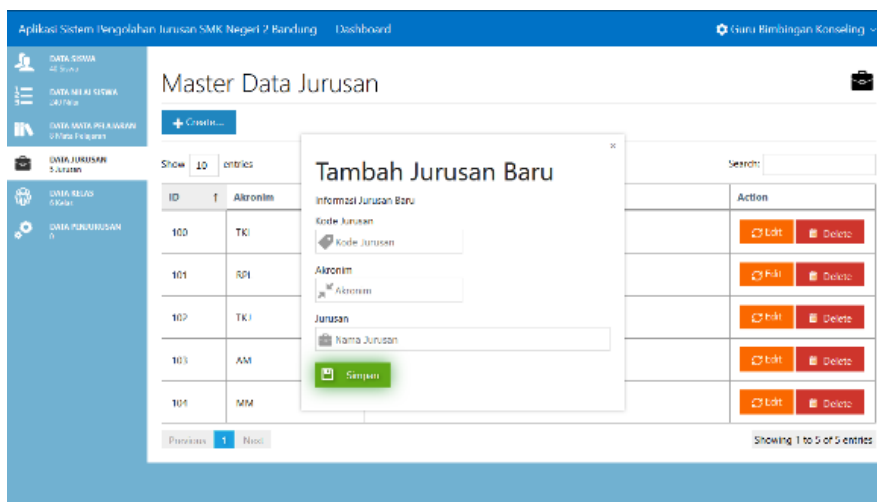 Aplikasi Sistem Pengolahan Jurusan SMK Negeri 2 Bandung Dashboard Guru Bimbingan Konseling
DATA SISWA
DATA NILAI SISWA
DATA MATA PELAJARAN
6 Mata Pelajaran
DATA JURUSAN
5 Jurusan
DATA KELAS
6 Kelas
DATA PENJURUSAN
0
Master Data Jurusan
Create...
Show 10 entries Search:
ID Akronim Action
100 Edit Delete
101 Edit Delete
102 TKJ Edit Delete
103 AM Edit Delete
104 MM Edit Delete
Previous 1 Next Showing 1 to 5 of 5 entries
×
Tambah Jurusan Baru
Informasi Jurusan Baru
Kode Jurusan
Kode Jurusan
Akronim
Akronim
Jurusan
Nama Jurusan
Simpan